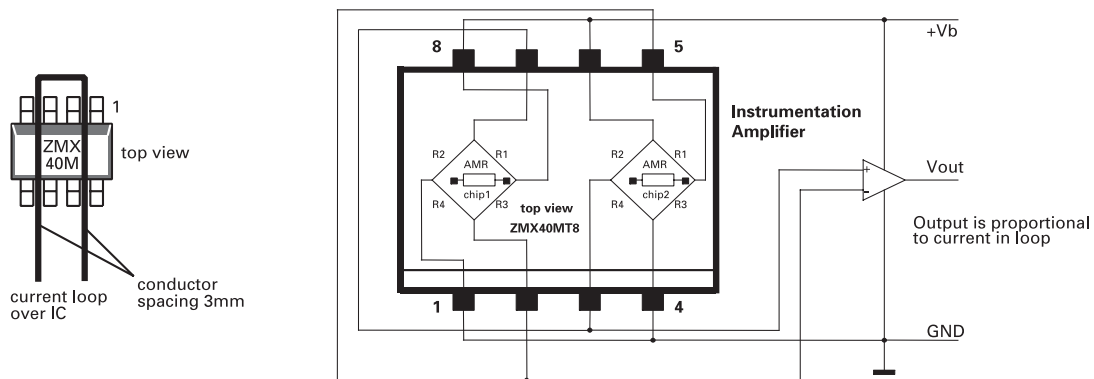 1
ZMX
40M
top view
current loop
over IC
conductor
spacing 3mm
8
5
R2
R1
AMR
chip1
R4
R3
R2
R1
AMR
chip2
R4
R3
top view
ZMX40MT8
1
4
+Vb
Instrumentation
Amplifier
+
-
Vout
Output is proportional
to current in loop
GND